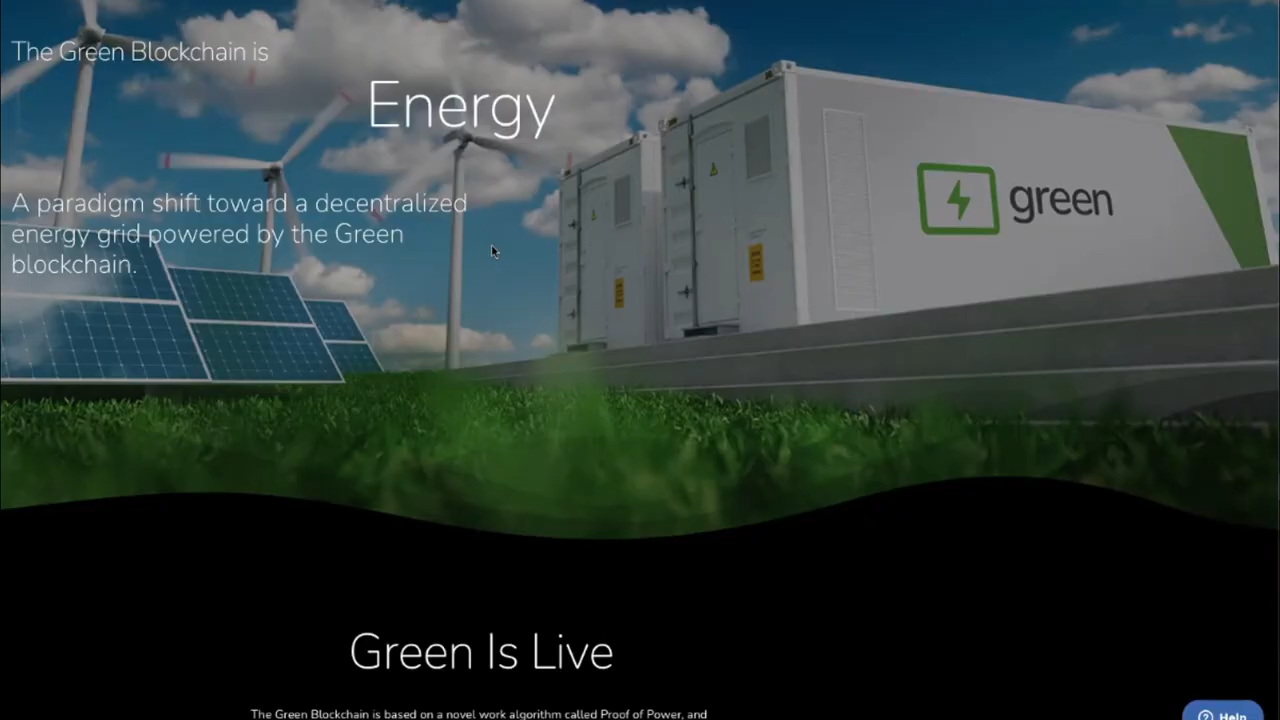 The Green Blockchain is
Energy
A paradigm shift toward a decentralized
energy grid powered by the Green
blockchain.
green
Green Is Live
The Green Blockchain is based on a novel work algorithm called Proof of Power, and
Help